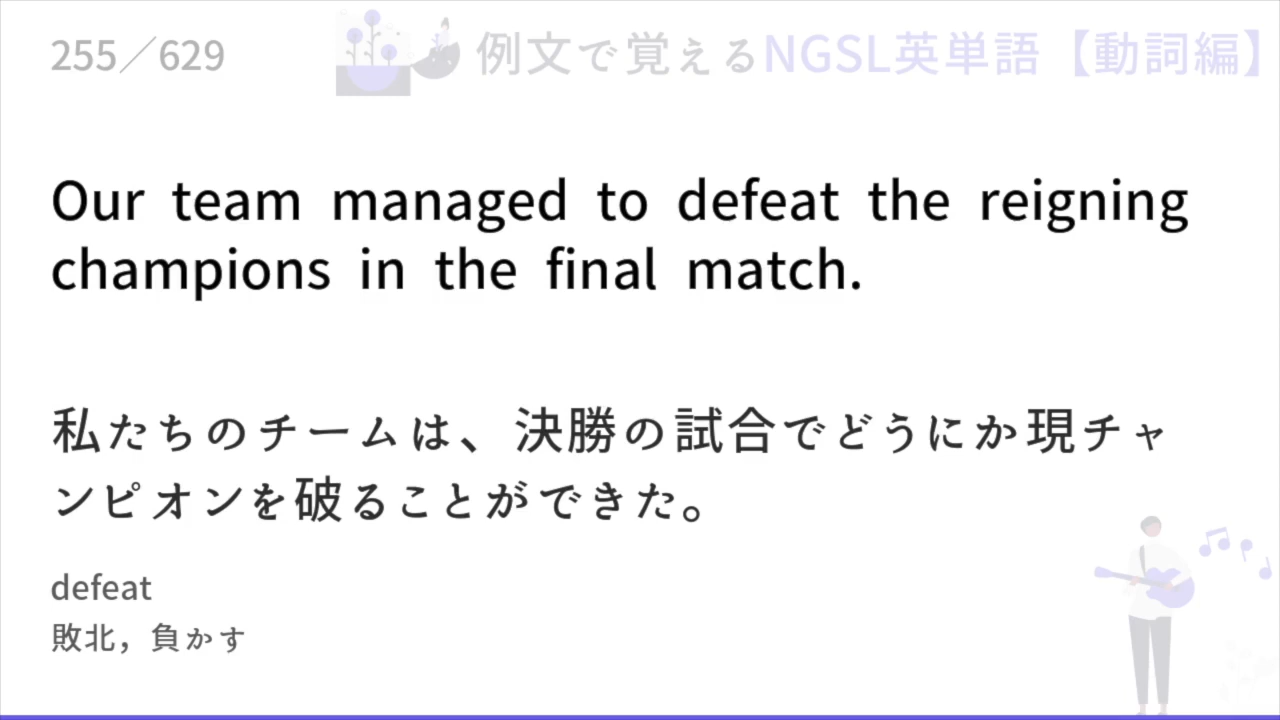 255／629
例文で覚えるNGSL英単語【動詞編】
Our team managed to defeat the reigning
champions in the final match.
私たちのチームは、決勝の試合でどうにか現チャ
ンピオンを破ることができた。
defeat
敗北，負かす